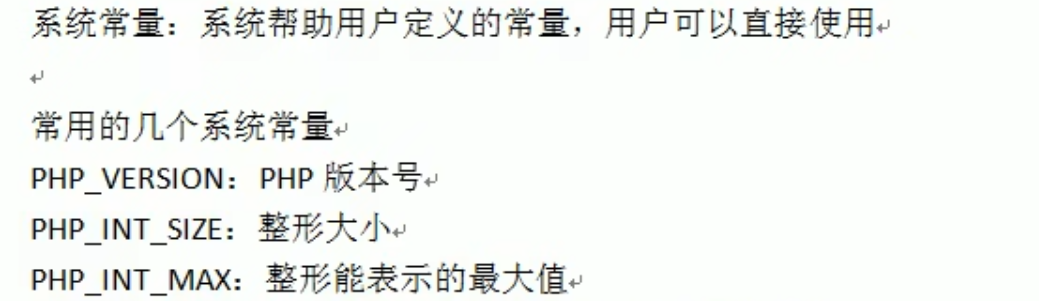 系统常量：系统帮助用户定义的常量，用户可以直接使用↵
↵
常用的几个系统常量↵
PHP_VERSION：PHP 版本号↵
PHP_INT_SIZE：整形大小↵
PHP_INT_MAX：整形能表示的最大值↵